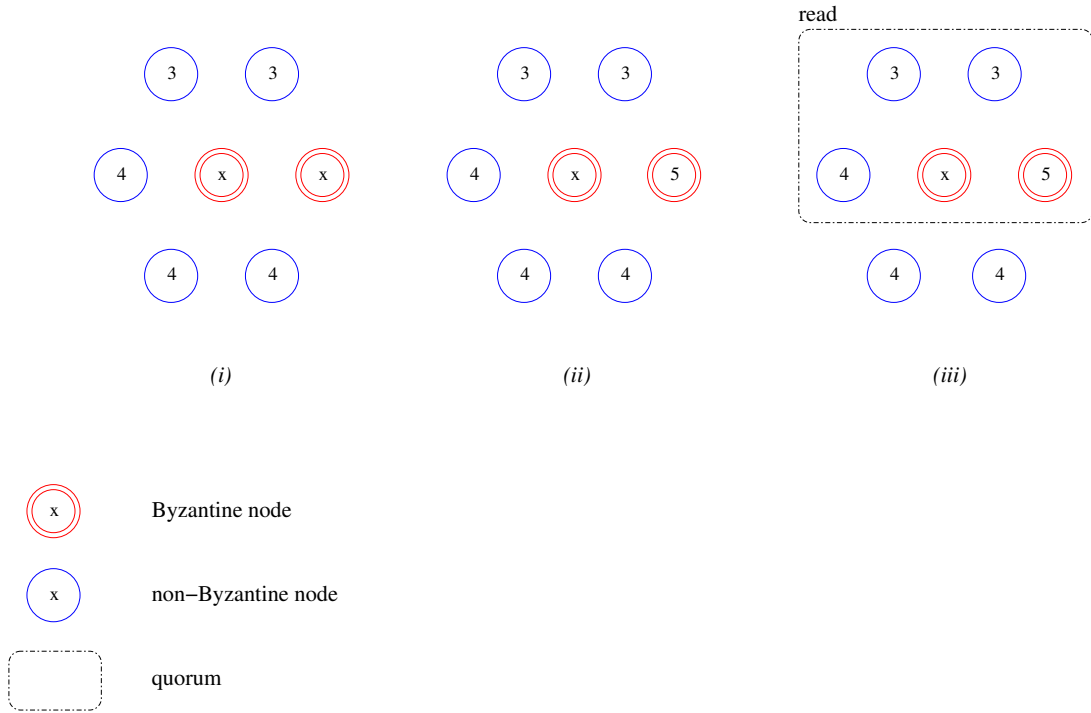 read
3 3 3 3 3 3
4 x x 4 x 5 4 x 5
4 4 4 4 4 4
(i) (ii) (iii)
x Byzantine node
x non−Byzantine node
quorum